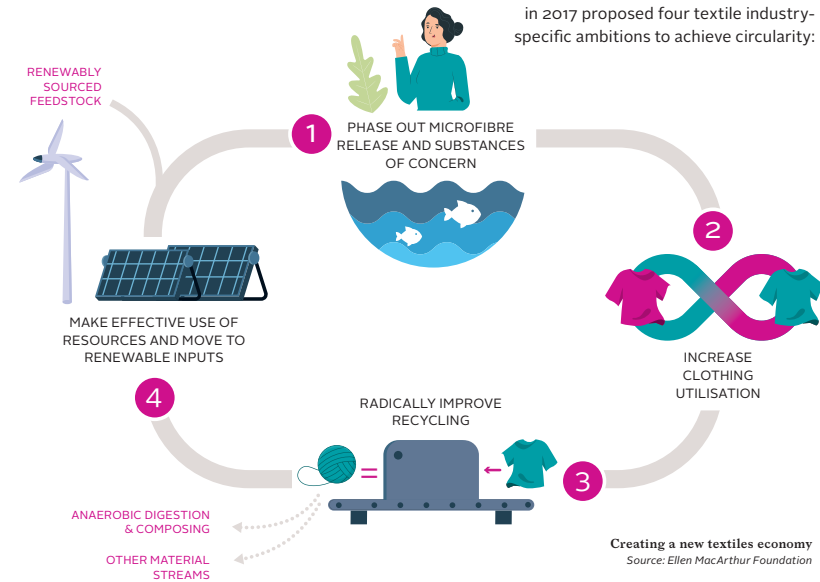 in 2017 proposed four textile industry-
specific ambitions to achieve circularity:
RENEWABLY
SOURCED
FEEDSTOCK
1
PHASE OUT MICROFIBRE
RELEASE AND SUBSTANCES
OF CONCERN
2
INCREASE
CLOTHING
UTILISATION
MAKE EFFECTIVE USE OF
RESOURCES AND MOVE TO
RENEWABLE INPUTS
4
RADICALLY IMPROVE
RECYCLING
=
←
3
ANAEROBIC DIGESTION
& COMPOSING
OTHER MATERIAL
STREAMS
Creating a new textiles economy
Source: Ellen MacArthur Foundation